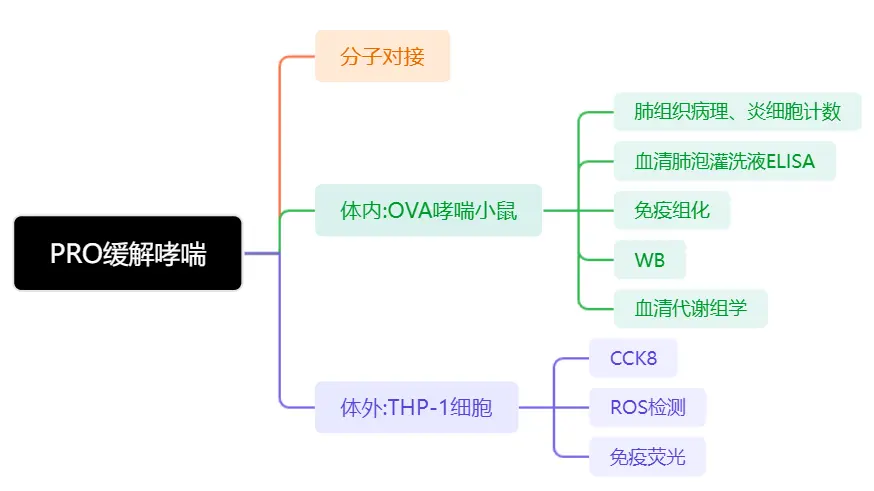 PRO缓解哮喘
分子对接
体内:OVA哮喘小鼠
肺组织病理、炎细胞计数
血清肺泡灌洗液ELISA
免疫组化
WB
血清代谢组学
体外:THP-1细胞
CCK8
ROS检测
免疫荧光